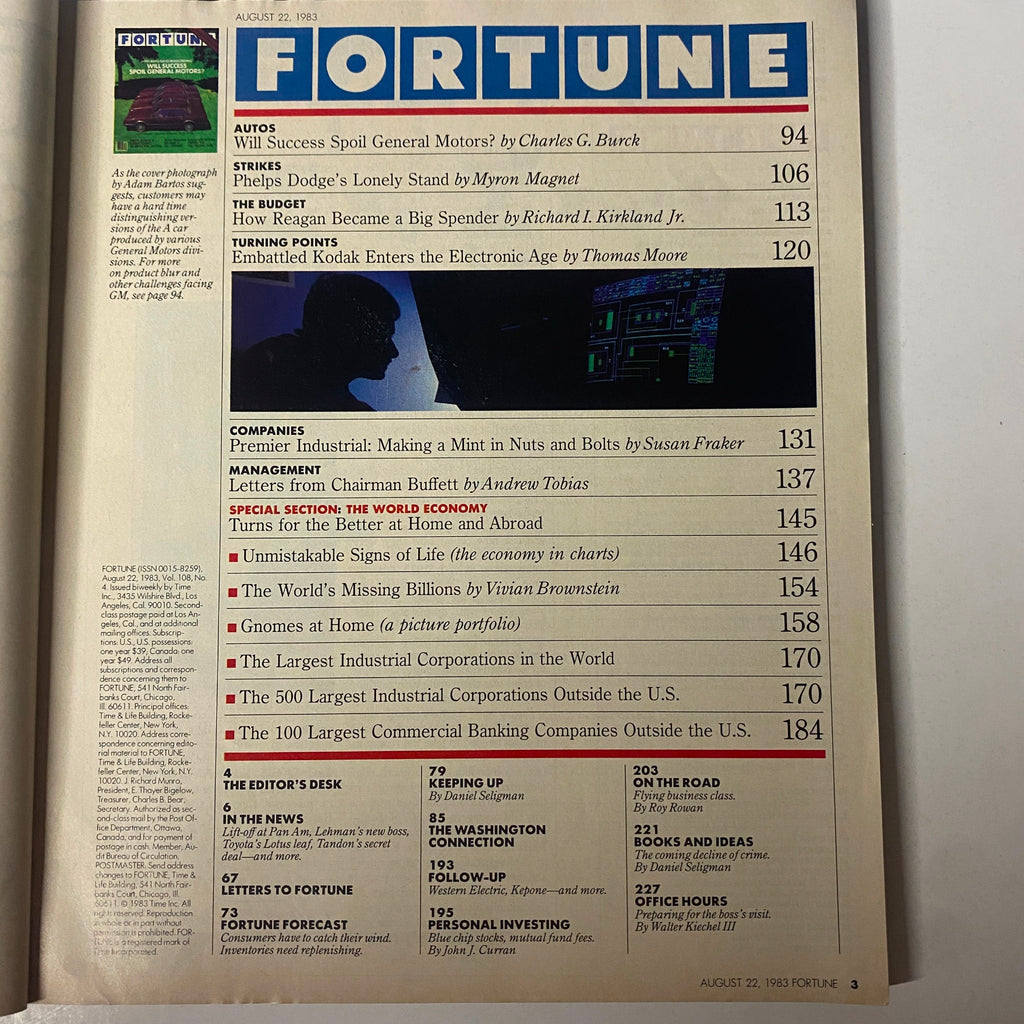 AUGUST 22, 1983
FORTUNE
FORTUNE
WILL SUCCESS
SPOIL GENERAL MOTORS?
As the cover photograph
by Adam Bartos sug-
gests, customers may
have a hard time
distinguishing ver-
sions of the A car
produced by various
General Motors divi-
sions. For more
on product blur and
other challenges facing
GM, see page 94.
AUTOS
Will Success Spoil General Motors? by Charles G. Burck 94
STRIKES
Phelps Dodge's Lonely Stand by Myron Magnet 106
THE BUDGET
How Reagan Became a Big Spender by Richard I. Kirkland Jr. 113
TURNING POINTS
Embattled Kodak Enters the Electronic Age by Thomas Moore 120
COMPANIES
Premier Industrial: Making a Mint in Nuts and Bolts by Susan Fraker 131
MANAGEMENT
Letters from Chairman Buffett by Andrew Tobias 137
SPECIAL SECTION: THE WORLD ECONOMY
Turns for the Better at Home and Abroad 145
Unmistakable Signs of Life (the economy in charts) 146
The World's Missing Billions by Vivian Brownstein 154
Gnomes at Home (a picture portfolio) 158
The Largest Industrial Corporations in the World 170
The 500 Largest Industrial Corporations Outside the U.S. 170
The 100 Largest Commercial Banking Companies Outside the U.S. 184
FORTUNE (ISSN 0015-8259),
August 22, 1983, Vol. 108, No.
4. Issued biweekly by Time
Inc., 3435 Wilshire Blvd., Los
Angeles, Cal. 90010. Second-
class postage paid at Los An-
geles, Cal., and at additional
mailing offices. Subscrip-
tions: U.S., U.S. possessions:
one year $39, Canada: one
year $49. Address all
subscriptions and correspon-
dence concerning them to
FORTUNE, 541 North Fair-
banks Court, Chicago,
Ill. 60611. Principal offices:
Time & Life Building, Rocke-
feller Center, New York,
N.Y. 10020. Address corre-
spondence concerning edito-
rial material to FORTUNE,
Time & Life Building, Rocke-
feller Center, New York, N.Y.
10020. J. Richard Munro,
President, E. Thayer Bigelow,
Treasurer, Charles B. Bear,
Secretary. Authorized as sec-
ond-class mail by the Post Of-
fice Department, Ottawa,
Canada, and for payment of
postage in cash. Member, Au-
dit Bureau of Circulation.
POSTMASTER: Send address
changes to FORTUNE, Time &
Life Building, 541 North Fair-
banks Court, Chicago, Ill.
60611. © 1983 Time Inc. All
rights reserved. Reproduction
in whole or in part without
permission is prohibited. FOR-
TUNE is a registered mark of
Time Incorporated.
4
THE EDITOR'S DESK
6
IN THE NEWS
Lift-off at Pan Am, Lehman's new boss,
Toyota's Lotus leaf, Tandon's secret
deal—and more.
67
LETTERS TO FORTUNE
73
FORTUNE FORECAST
Consumers have to catch their wind.
Inventories need replenishing.
79
KEEPING UP
By Daniel Seligman
85
THE WASHINGTON
CONNECTION
193
FOLLOW-UP
Western Electric, Kepone—and more.
195
PERSONAL INVESTING
Blue chip stocks, mutual fund fees.
By John J. Curran
203
ON THE ROAD
Flying business class.
By Roy Rowan
221
BOOKS AND IDEAS
The coming decline of crime.
By Daniel Seligman
227
OFFICE HOURS
Preparing for the boss's visit.
By Walter Kiechel III
AUGUST 22, 1983 FORTUNE 3